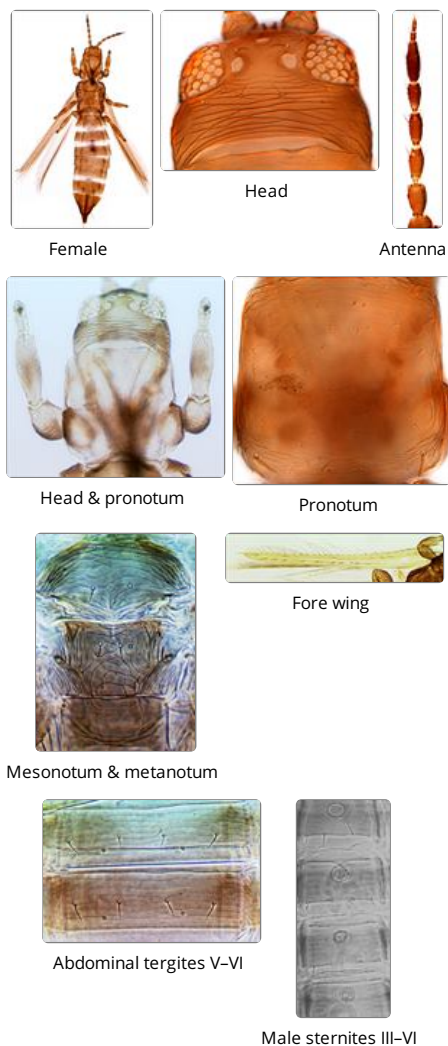 Female
Head
Antenna
Head & pronotum
Pronotum
Fore wing
Mesonotum & metanotum
Abdominal tergites V–VI
Male sternites III–VI